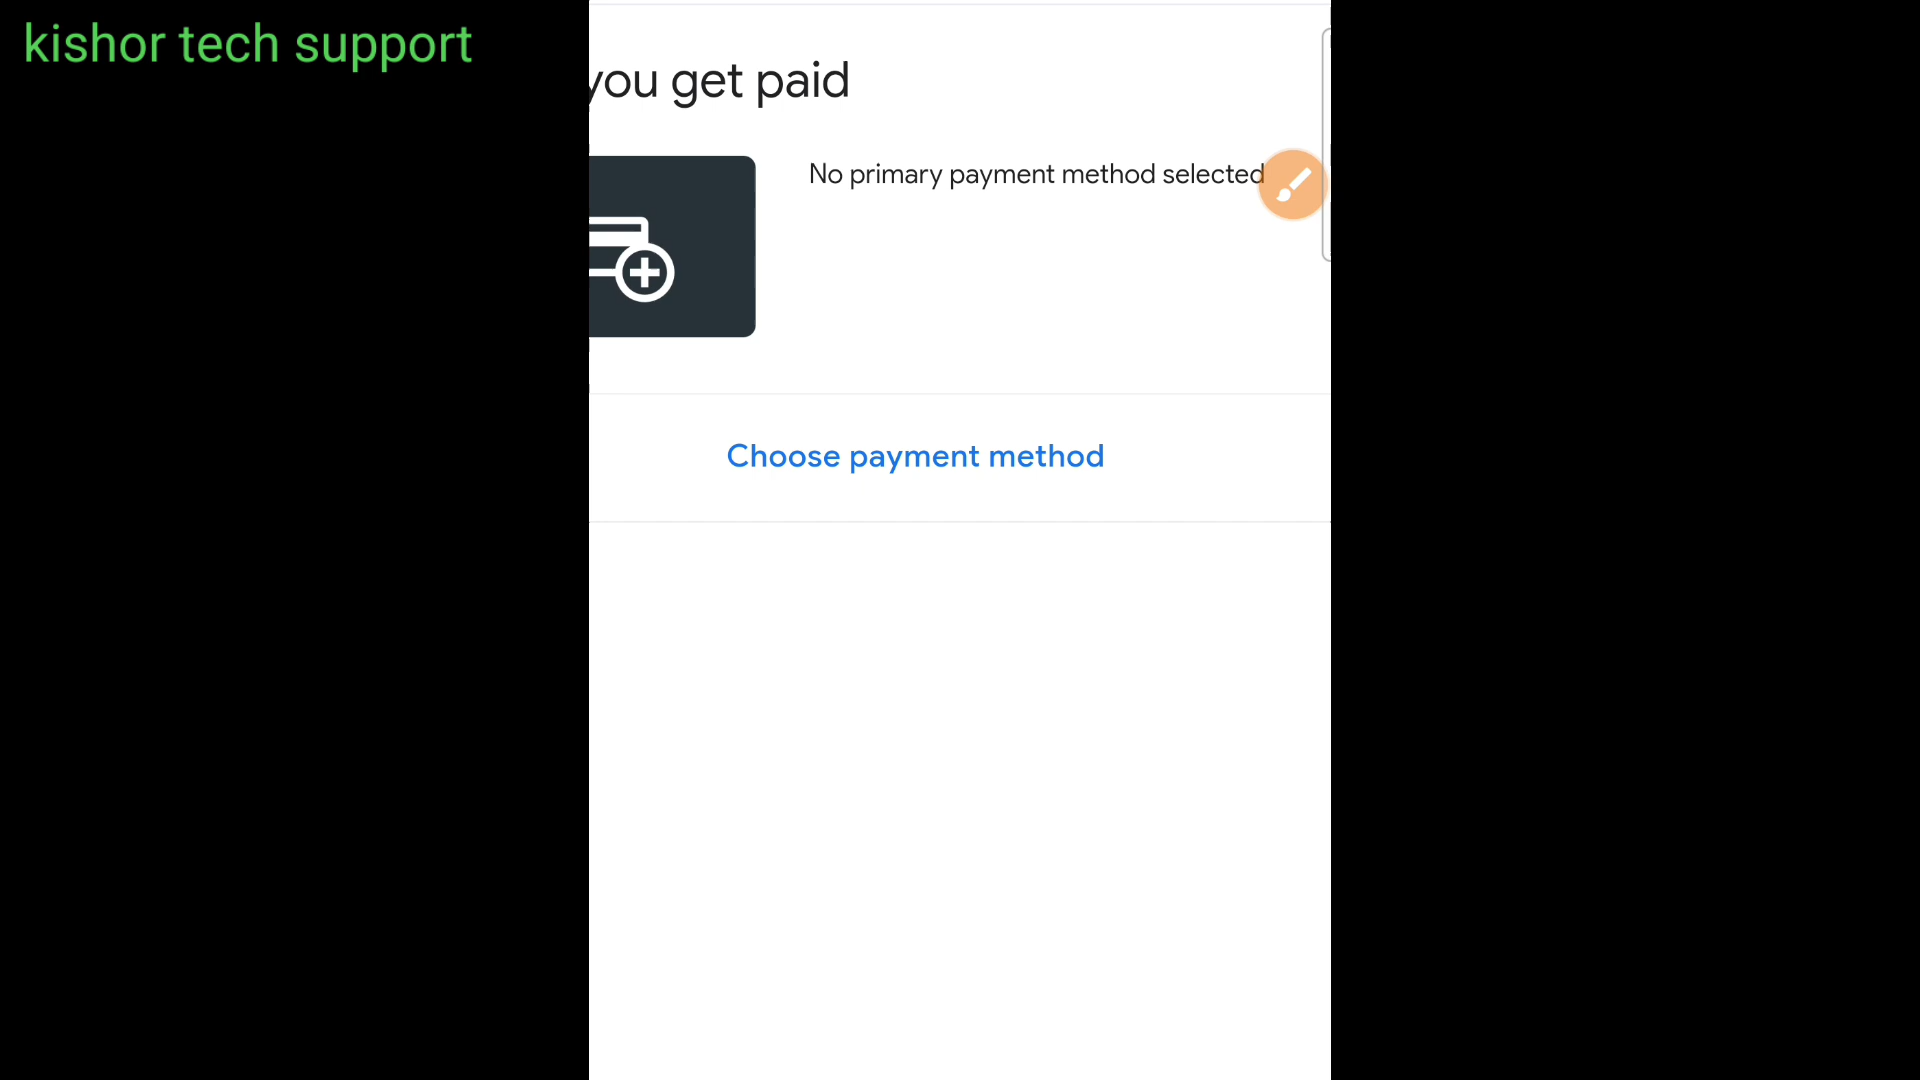 kishor tech support
you get paid
No primary payment method selected
Choose payment method